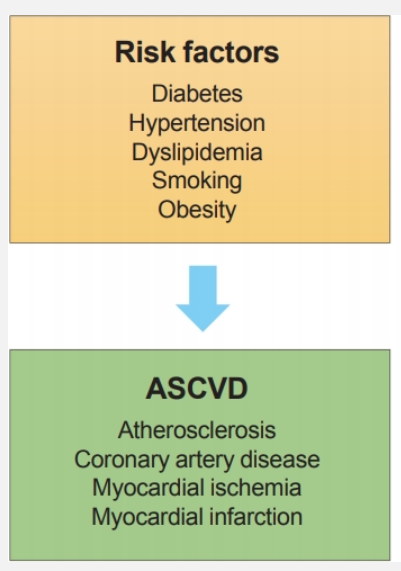 Risk factors
Diabetes
Hypertension
Dyslipidemia
Smoking
Obesity
ASCVD
Atherosclerosis
Coronary artery disease
Myocardial ischemia
Myocardial infarction